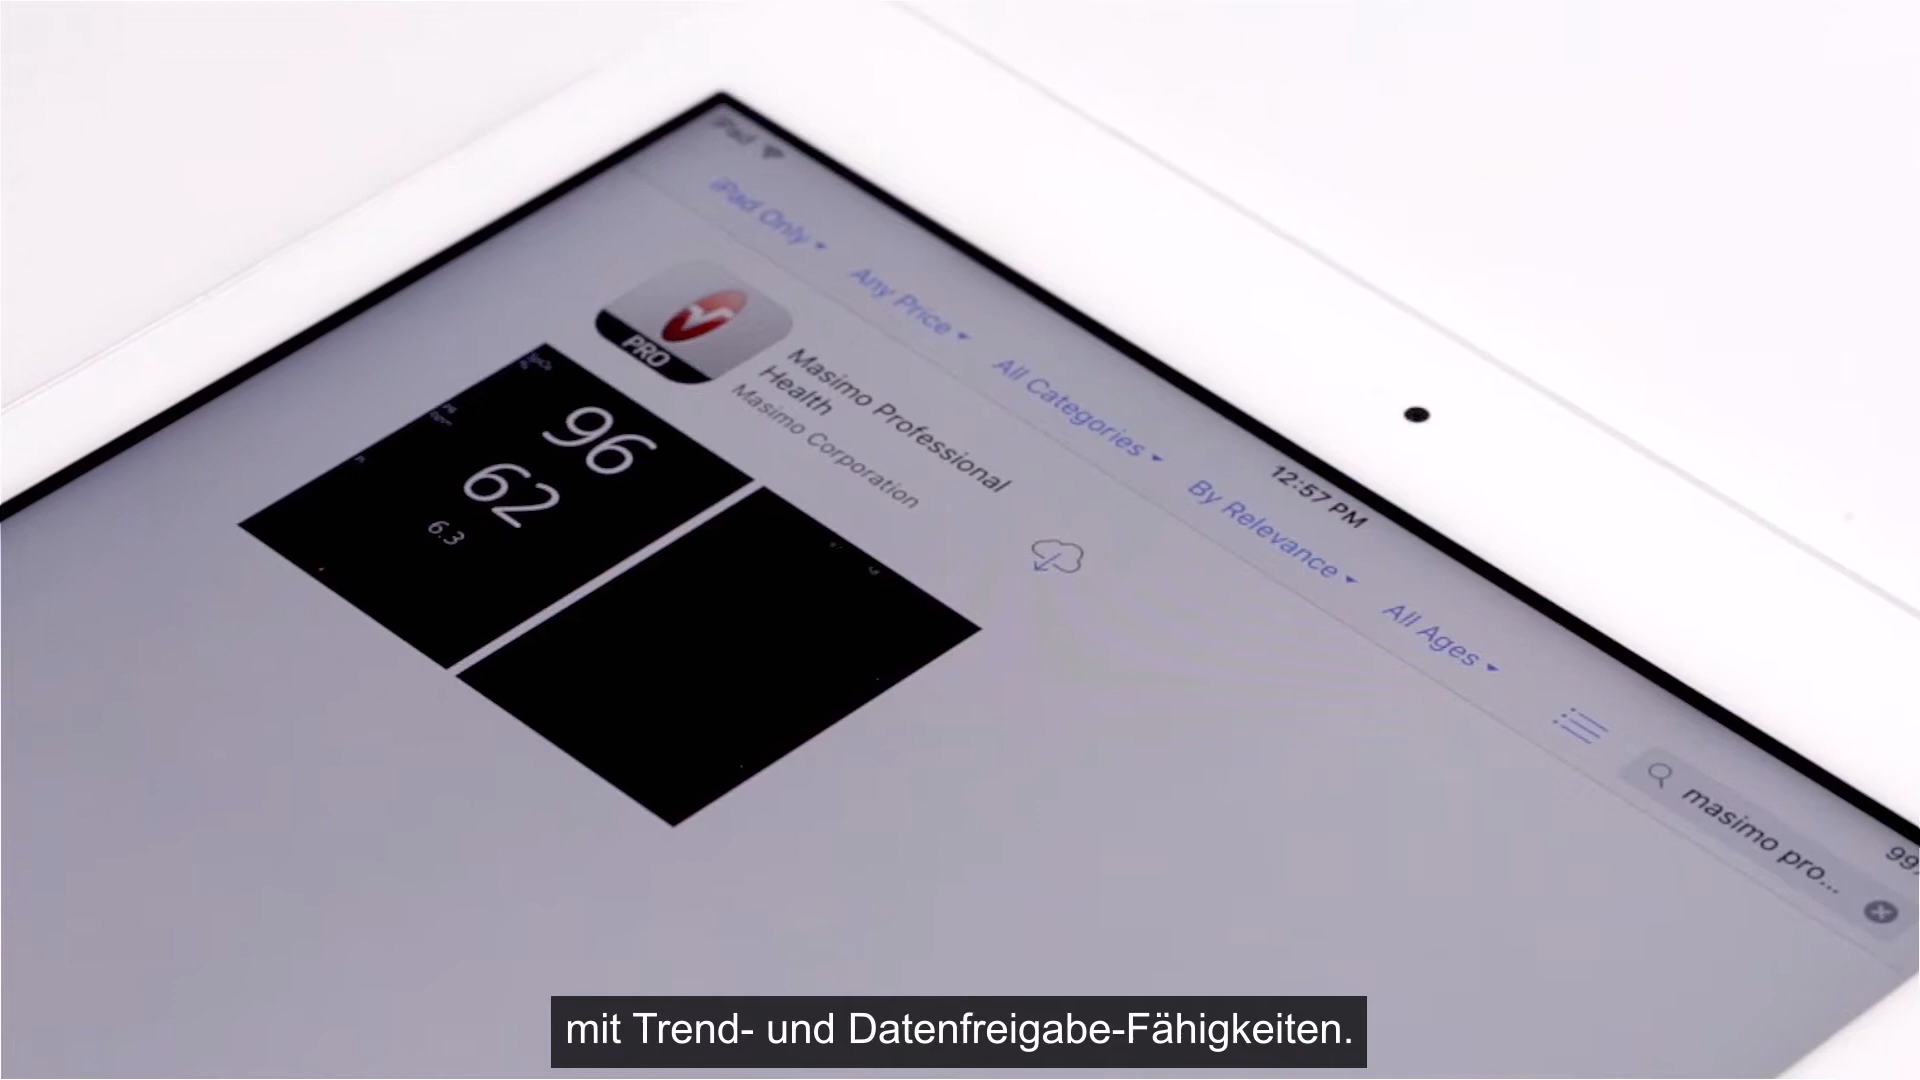 iPad
12:57 PM
99
iPad Only
Any Price
All Categories
By Relevance
All Ages
masimo pro...
PRO
Masimo Professional
Health
Masimo Corporation
96
62
6.3
mit Trend- und Datenfreigabe-Fähigkeiten.